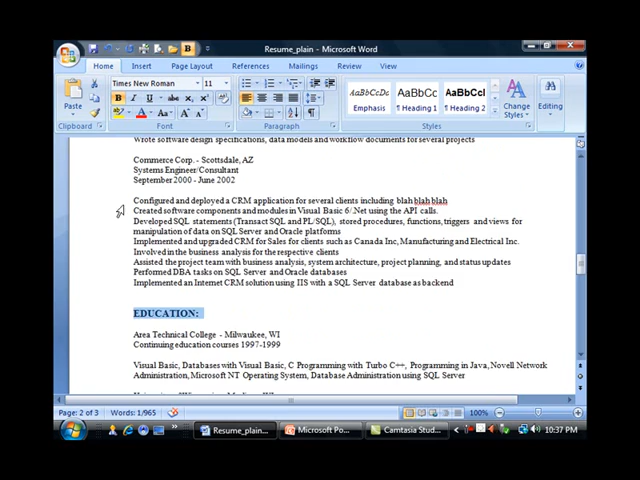 Resume_plain - Microsoft Word
Home Insert Page Layout References Mailings Review View
Times New Roman 11
Paste
AaBbCcDc AaBbCc AaBbCcI
Emphasis ¶ Heading 1 ¶ Heading 2
Change Styles
Editing
Clipboard Font Paragraph Styles
Wrote software design specifications, data models and workflow documents for several projects
Commerce Corp. - Scottsdale, AZ
Systems Engineer/Consultant
September 2000 - June 2002
Configured and deployed a CRM application for several clients including blah blah blah
Created software components and modules in Visual Basic 6/.Net using the API calls.
Developed SQL statements (Transact SQL and PL/SQL), stored procedures, functions, triggers and views for
manipulation of data on SQL Server and Oracle platforms
Implemented and upgraded CRM for Sales for clients such as Canada Inc, Manufacturing and Electrical Inc.
Involved in the business analysis for the respective clients
Assisted the project team with business analysis, system architecture, project planning, and status updates
Performed DBA tasks on SQL Server and Oracle databases
Implemented an Internet CRM solution using IIS with a SQL Server database as backend
EDUCATION:
Area Technical College - Milwaukee, WI
Continuing education courses 1997-1999
Visual Basic, Databases with Visual Basic, C Programming with Turbo C++, Programming in Java, Novell Network
Administration, Microsoft NT Operating System, Database Administration using SQL Server
Page: 2 of 3 Words: 1/965 100%
Resume_plain... Microsoft Po... Camtasia Stud... 10:37 PM